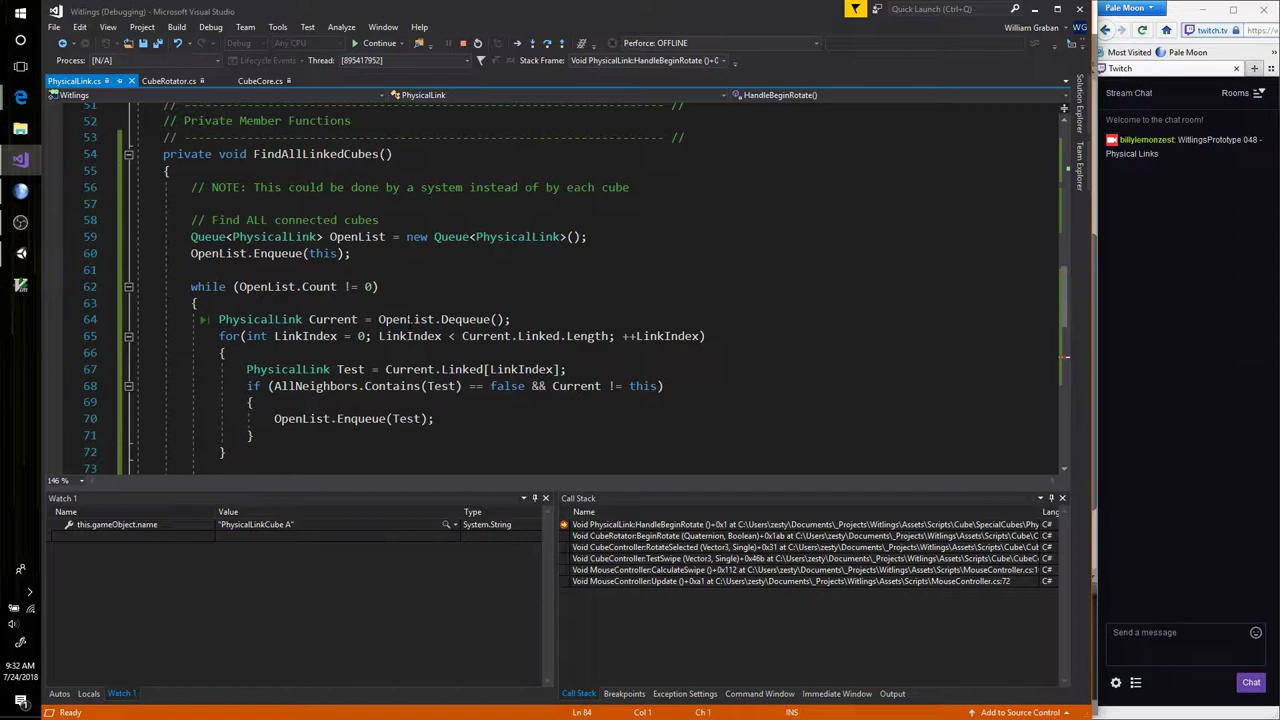 Witlings (Debugging) - Microsoft Visual Studio
Quick Launch (Ctrl+Q)
Pale Moon
File Edit View Project Build Debug Team Tools Test Analyze Window Help
William Graban WG
Debug Any CPU Continue Perforce: OFFLINE
twitch.tv https://w
Process: [N/A] Lifecycle Events Thread: [895417952] Stack Frame: Void PhysicalLink:HandleBeginRotate ()+0
Most Visited Pale Moon
PhysicalLink.cs CubeRotator.cs CubeCore.cs
Twitch
Witlings PhysicalLink HandleBeginRotate()
Stream Chat Rooms
Solution Explorer
Team Explorer
Welcome to the chat room!
billylemonzest: WitlingsPrototype 048 -
Physical Links
51 // ---------------------------------------------------------------------- //
52 // Private Member Functions
53 // ---------------------------------------------------------------------- //
54 private void FindAllLinkedCubes()
55 {
56 // NOTE: This could be done by a system instead of by each cube
57
58 // Find ALL connected cubes
59 Queue<PhysicalLink> OpenList = new Queue<PhysicalLink>();
60 OpenList.Enqueue(this);
61
62 while (OpenList.Count != 0)
63 {
64 PhysicalLink Current = OpenList.Dequeue();
65 for(int LinkIndex = 0; LinkIndex < Current.Linked.Length; ++LinkIndex)
66 {
67 PhysicalLink Test = Current.Linked[LinkIndex];
68 if (AllNeighbors.Contains(Test) == false && Current != this)
69 {
70 OpenList.Enqueue(Test);
71 }
72 }
73
146 %
Watch 1
Name Value Type
this.gameObject.name "PhysicalLinkCube A" System.String
Call Stack
Name Lang
Void PhysicalLink:HandleBeginRotate ()+0x1 at C:\Users\zesty\Documents\_Projects\Witlings\Assets\Scripts\Cube\SpecialCubes\Phy C#
Void CubeRotator:BeginRotate (Quaternion, Boolean)+0x1ab at C:\Users\zesty\Documents\_Projects\Witlings\Assets\Scripts\Cube\C C#
Void CubeController:RotateSelected (Vector3, Single)+0x31 at C:\Users\zesty\Documents\_Projects\Witlings\Assets\Scripts\Cube\Cube C#
Void CubeController:TestSwipe (Vector3, Single)+0x46b at C:\Users\zesty\Documents\_Projects\Witlings\Assets\Scripts\Cube\CubeC C#
Void MouseController:CalculateSwipe ()+0x112 at C:\Users\zesty\Documents\_Projects\Witlings\Assets\Scripts\MouseController.cs:1 C#
Void MouseController:Update ()+0xa1 at C:\Users\zesty\Documents\_Projects\Witlings\Assets\Scripts\MouseController.cs:72 C#
Send a message
Chat
9:32 AM
7/24/2018
Autos Locals Watch 1
Call Stack Breakpoints Exception Settings Command Window Immediate Window Output
Ready Ln 84 Col 1 Ch 1 INS Add to Source Control